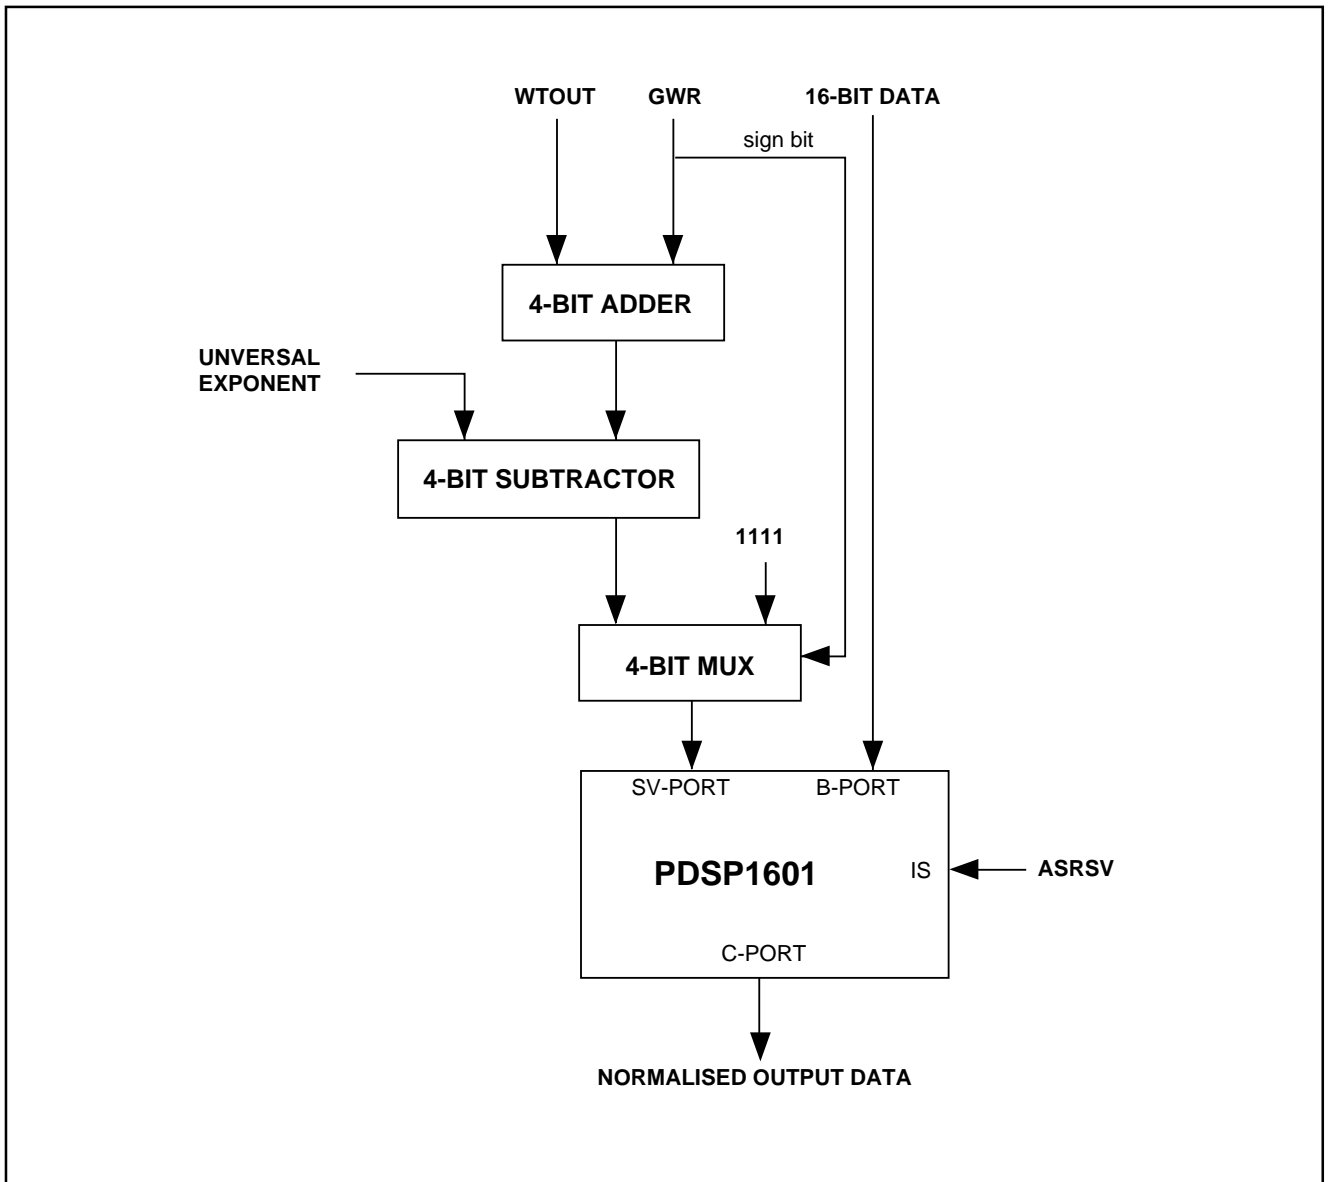 WTOUT GWR 16-BIT DATA
sign bit
4-BIT ADDER
UNVERSAL
EXPONENT
4-BIT SUBTRACTOR
1111
4-BIT MUX
SV-PORT B-PORT
PDSP1601 IS ASRSV
C-PORT
NORMALISED OUTPUT DATA